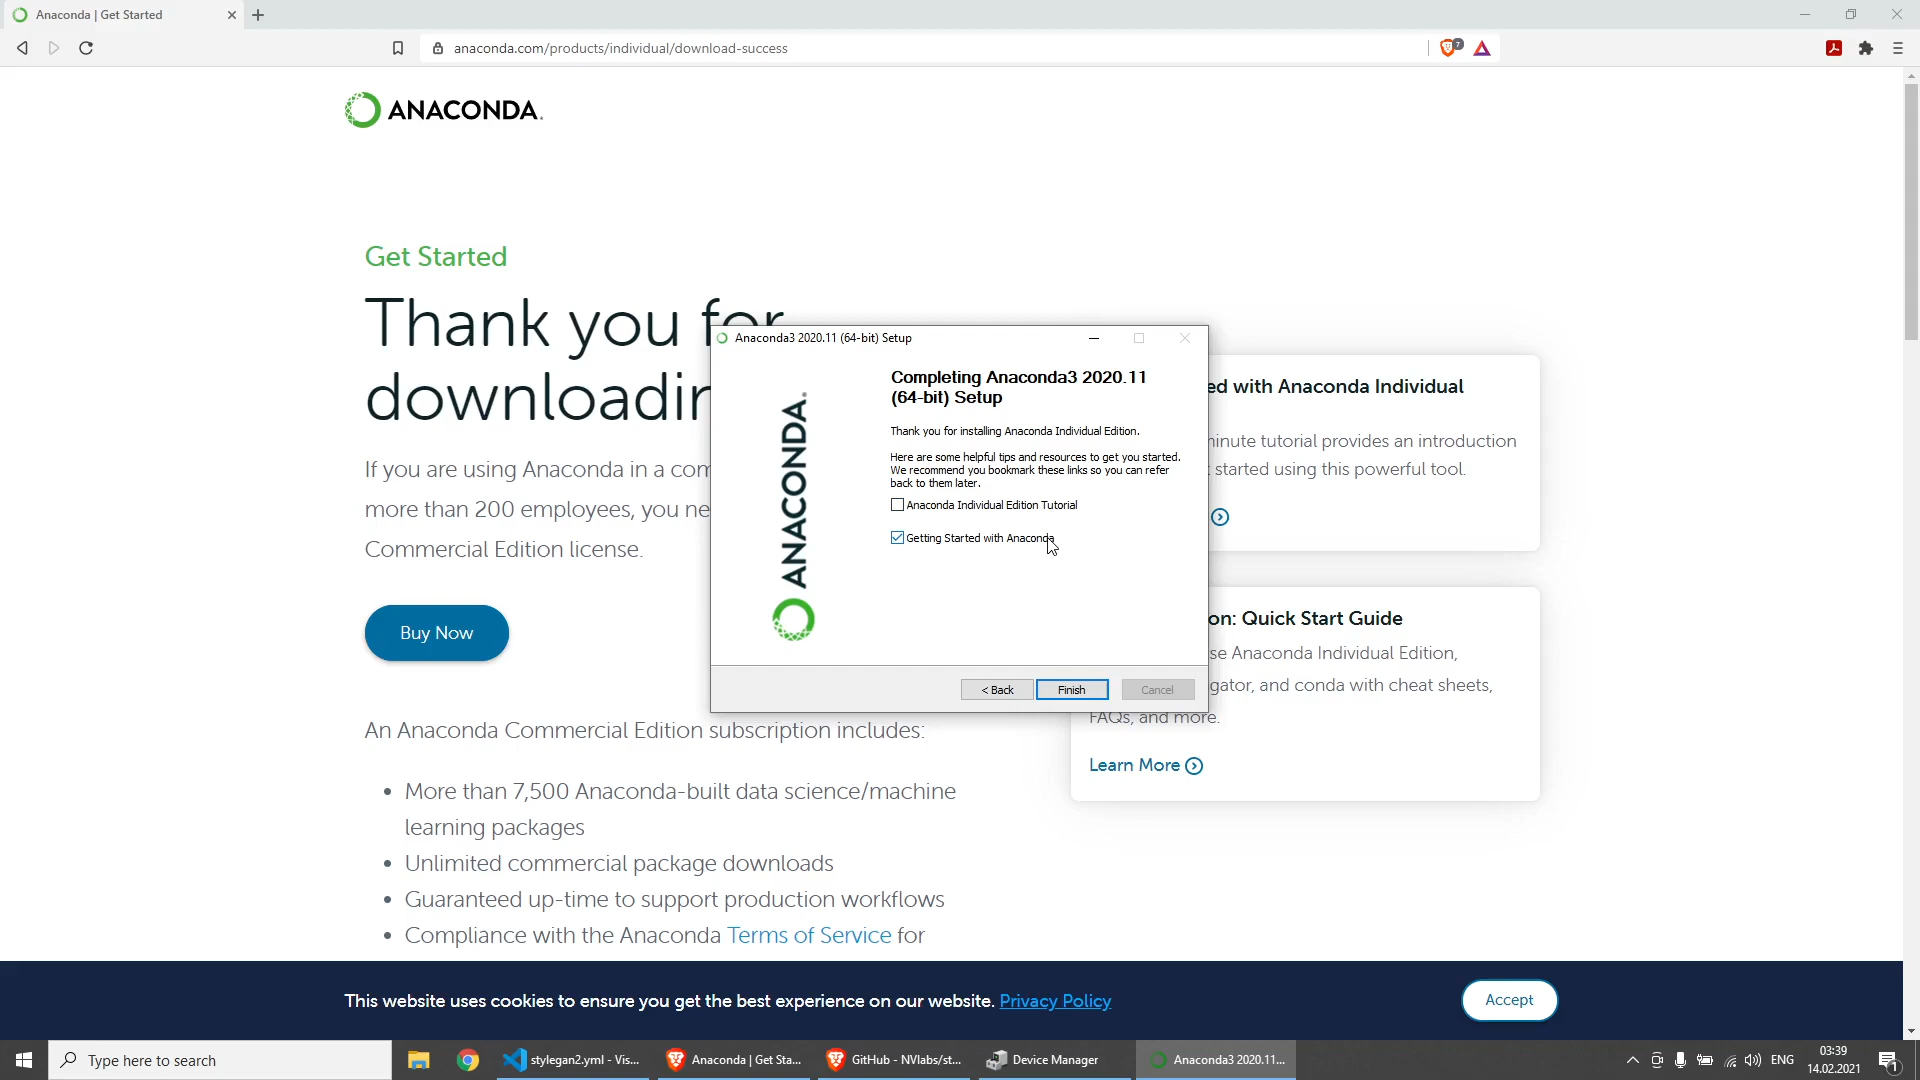 Anaconda | Get Started
anaconda.com/products/individual/download-success
7
ANACONDA.
Get Started
Thank you for
downloadin
If you are using Anaconda in a com
more than 200 employees, you ne
Commercial Edition license.
Buy Now
An Anaconda Commercial Edition subscription includes:
• More than 7,500 Anaconda-built data science/machine
learning packages
• Unlimited commercial package downloads
• Guaranteed up-time to support production workflows
• Compliance with the Anaconda Terms of Service for
Anaconda3 2020.11 (64-bit) Setup
ANACONDA.
Completing Anaconda3 2020.11
(64-bit) Setup
Thank you for installing Anaconda Individual Edition.
Here are some helpful tips and resources to get you started.
We recommend you bookmark these links so you can refer
back to them later.
Anaconda Individual Edition Tutorial
Getting Started with Anaconda
< Back
Finish
Cancel
ed with Anaconda Individual
inute tutorial provides an introduction
started using this powerful tool.
on: Quick Start Guide
se Anaconda Individual Edition,
gator, and conda with cheat sheets,
FAQs, and more.
Learn More
This website uses cookies to ensure you get the best experience on our website. Privacy Policy
Accept
Type here to search
stylegan2.yml - Vis...
Anaconda | Get Sta...
GitHub - NVlabs/st...
Device Manager
Anaconda3 2020.11...
ENG
03:39
14.02.2021
1